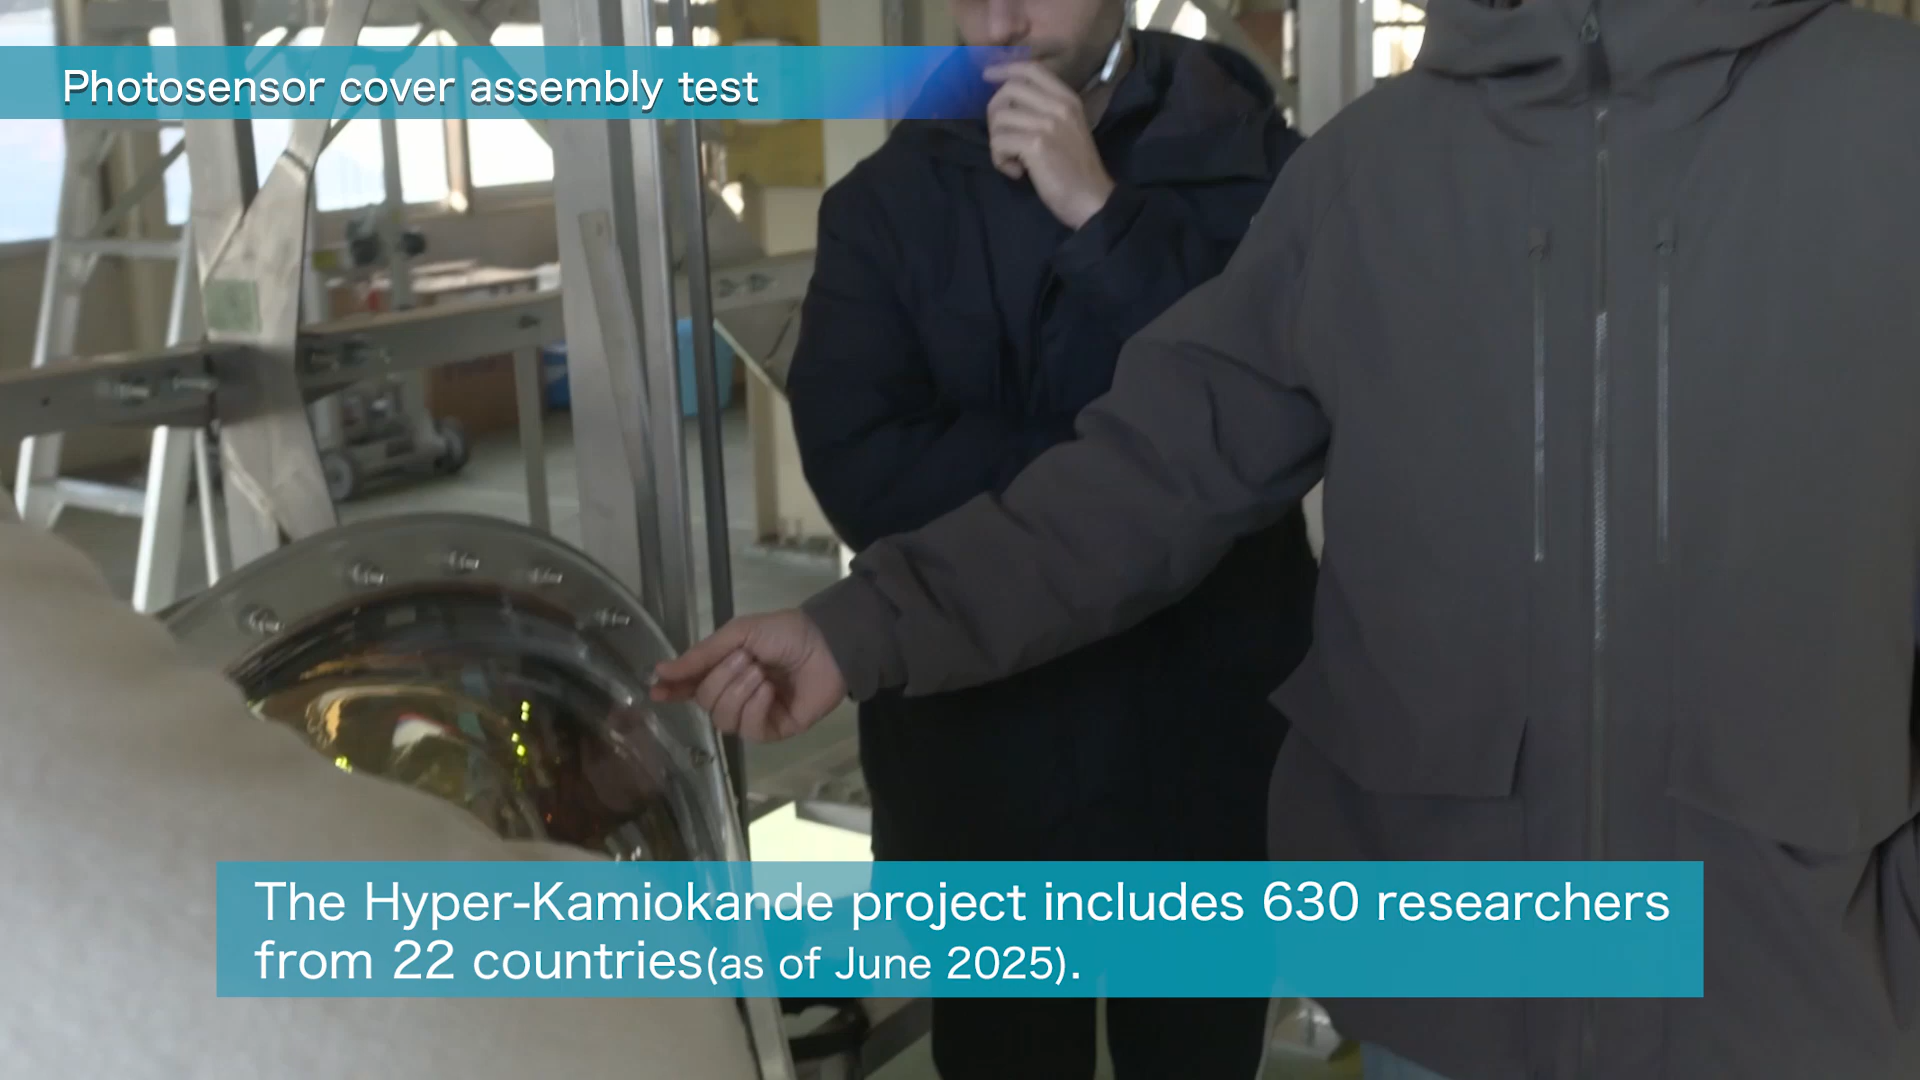 Photosensor cover assembly test
The Hyper-Kamiokande project includes 630 researchers
from 22 countries(as of June 2025).